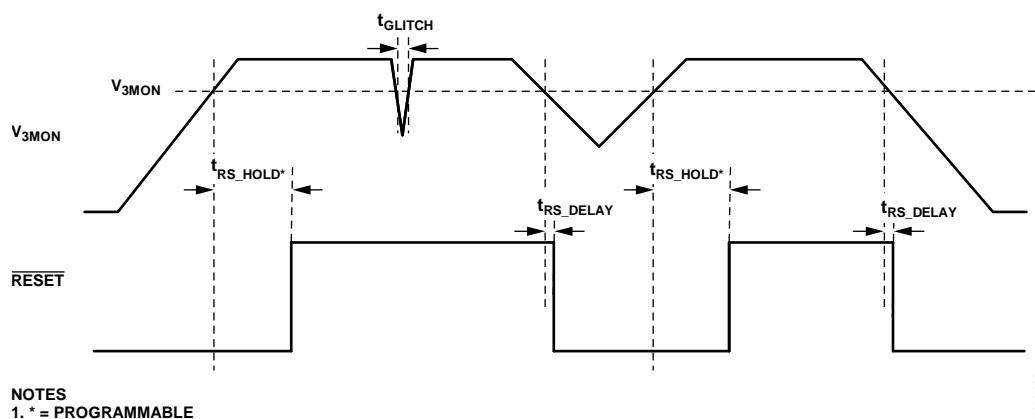 tGLITCH
V3MON
V3MON
tRS_HOLD*
tRS_HOLD*
tRS_DELAY
tRS_DELAY
RESET
NOTES
1. * = PROGRAMMABLE